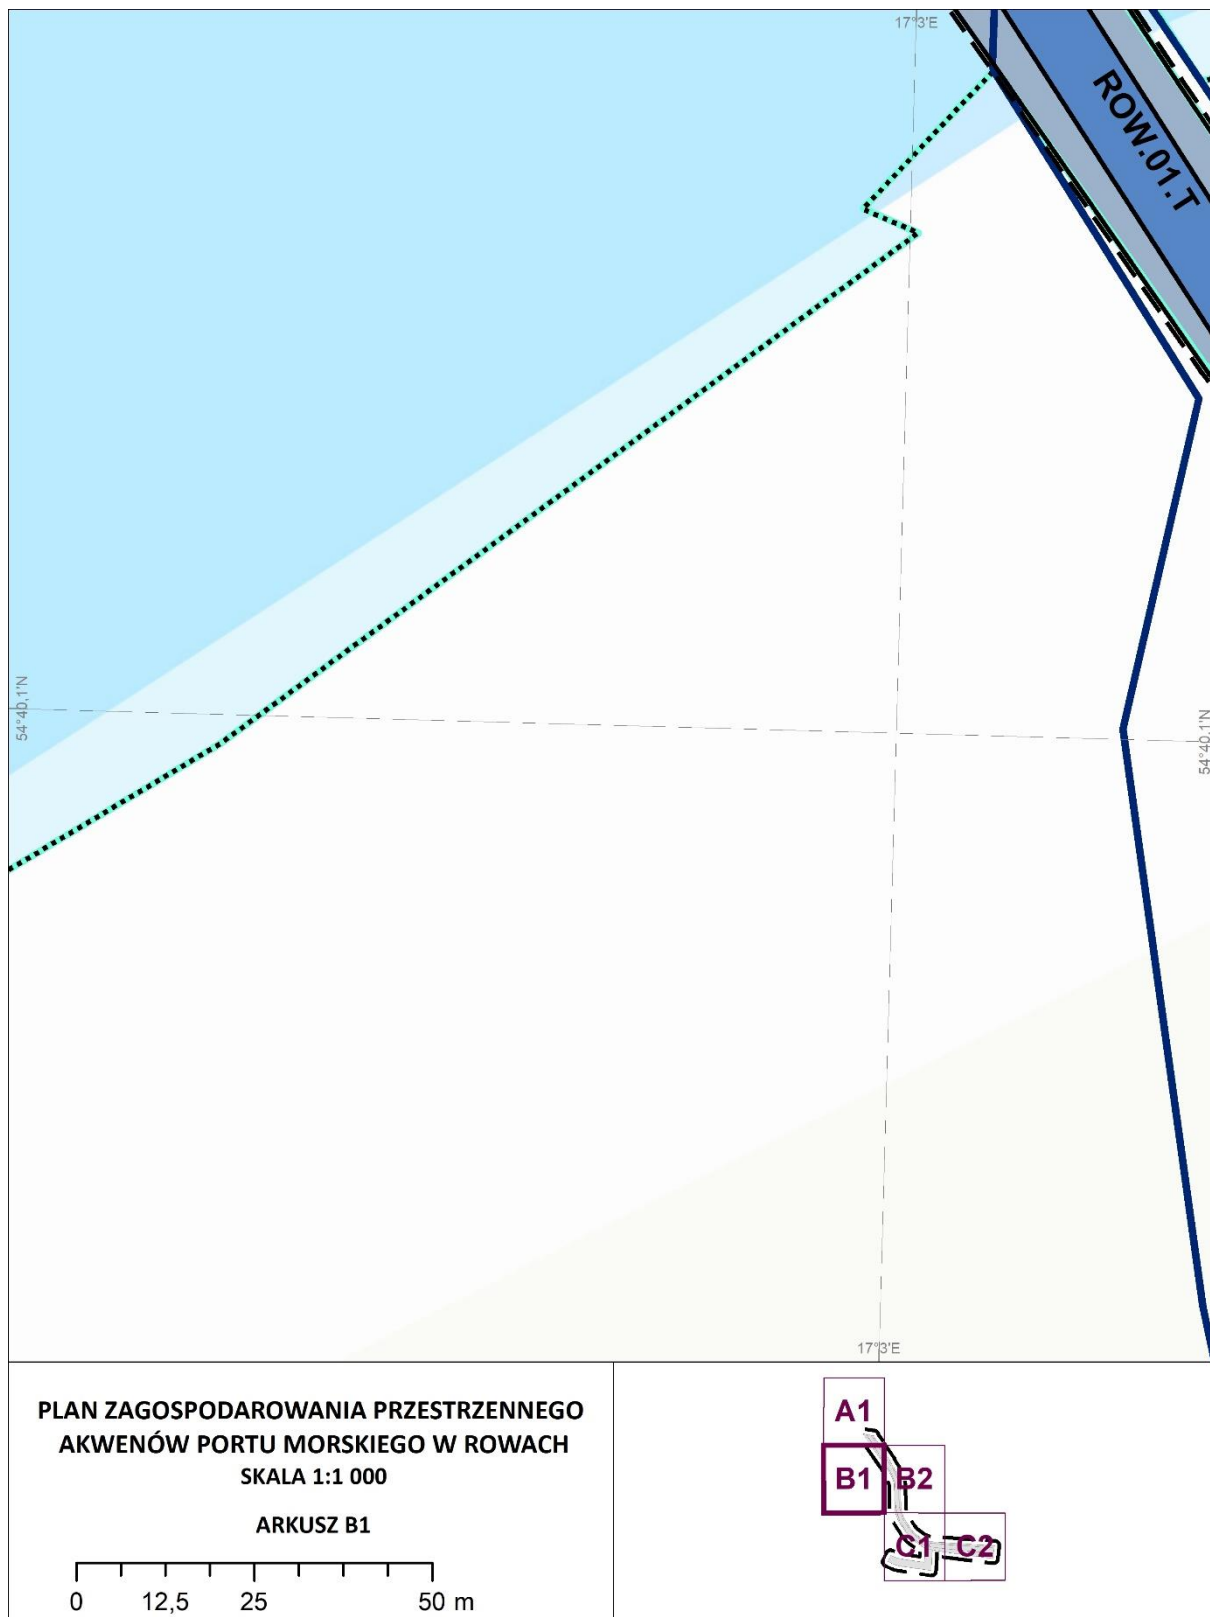 17°3'E
ROW.01.T
54°40,1'N
54°40,1'N
17°3'E
PLAN ZAGOSPODAROWANIA PRZESTRZENNEGO
AKWENÓW PORTU MORSKIEGO W ROWACH
SKALA 1:1 000
ARKUSZ B1
0 12,5 25 50 m
A1
B1 B2
C1 C2